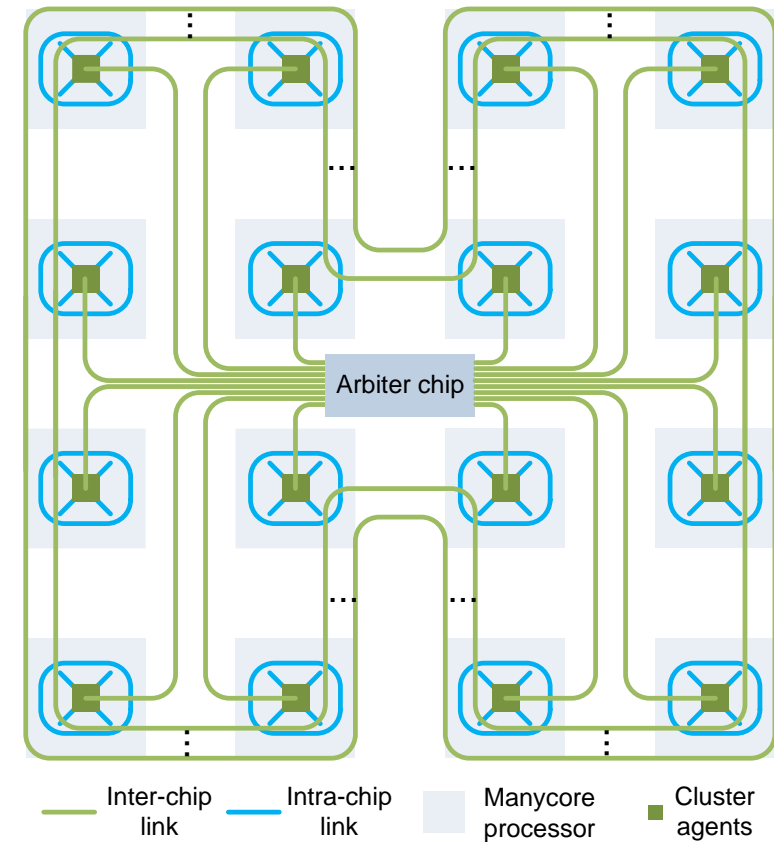 Arbiter chip
Inter-chip
link
Intra-chip
link
Manycore
processor
Cluster
agents